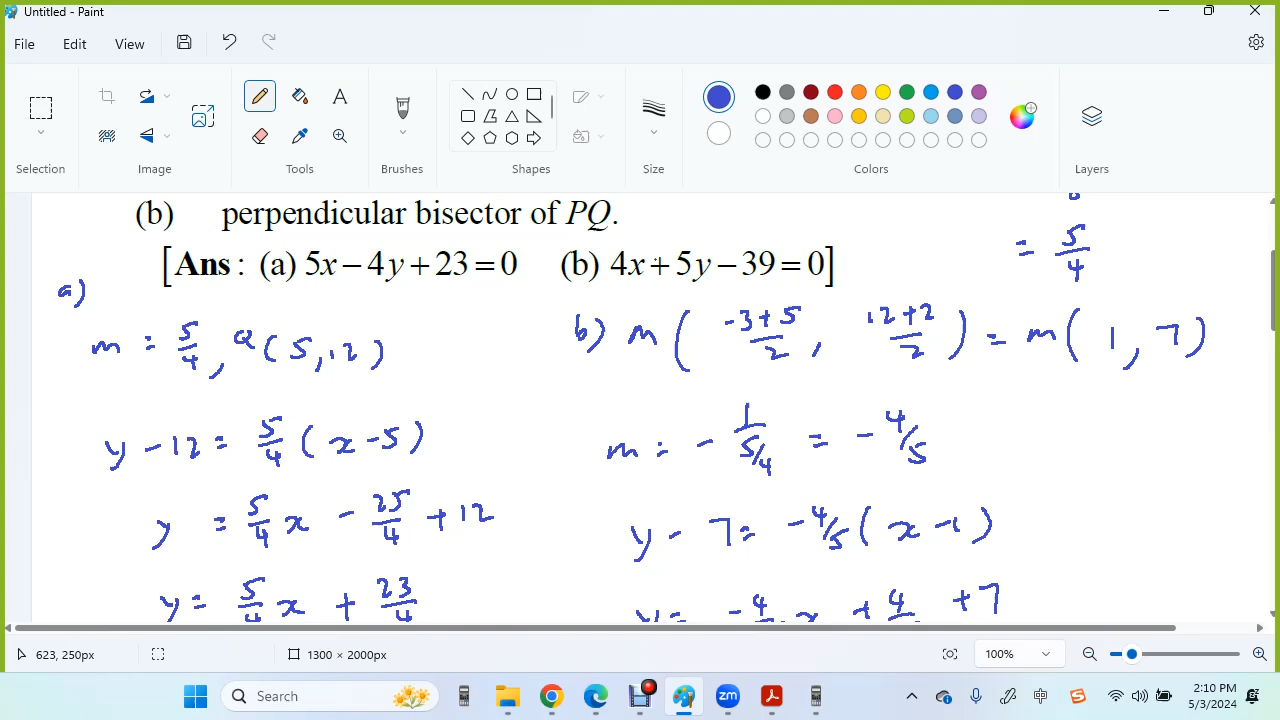 Untitled - Paint
File Edit View
Selection Image Tools Brushes Shapes Size Colors Layers
(b) perpendicular bisector of PQ.
[Ans : (a) 5x − 4y + 23 = 0 (b) 4x + 5y − 39 = 0]
= 5/4
a)
m = 5/4, Q(5, 12)
y - 12 = 5/4 (x - 5)
y = 5/4 x - 25/4 + 12
y = 5/4 x + 23/4
b) M( (-3+5)/2, (12+2)/2 ) = M(1, 7)
m = - 1/(5/4) = - 4/5
y - 7 = - 4/5 (x - 1)
+ 7
623, 250px
1300 × 2000px
100%
Search
zm
中
2:10 PM
5/3/2024